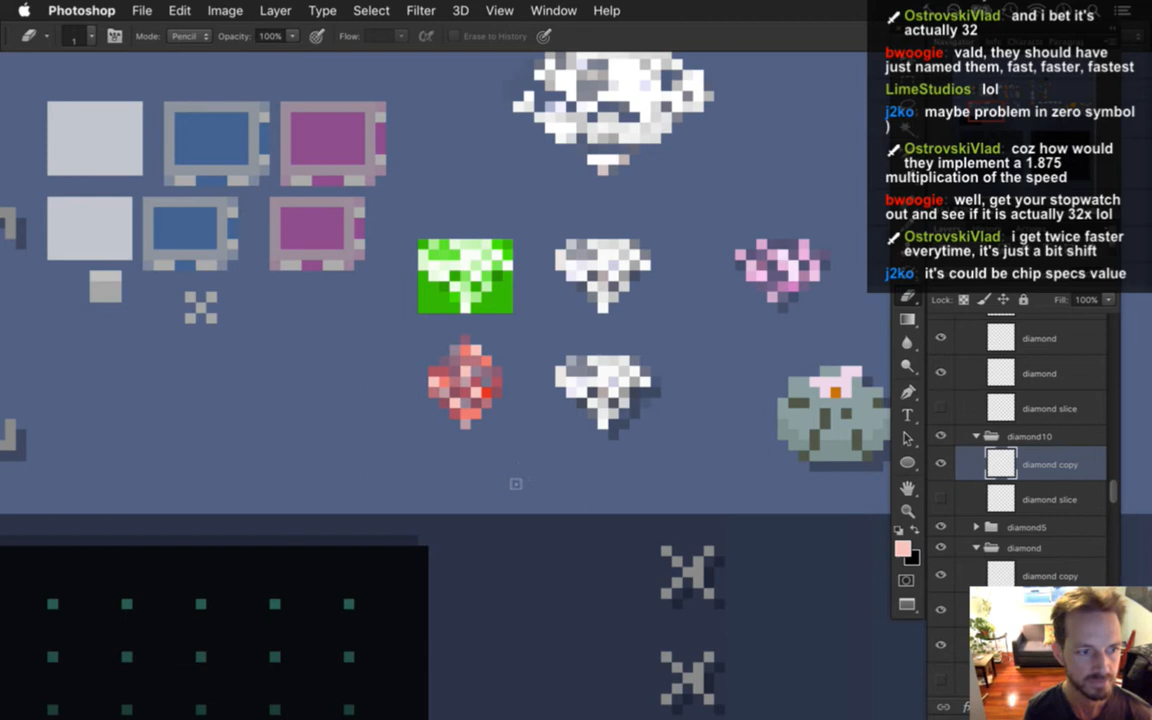 Photoshop File Edit Image Layer Type Select Filter 3D View Window Help
1 Mode: Pencil Opacity: 100% Flow: Erase to History
OstrovskiVlad: and i bet it's
actually 32
bwoogie: vald, they should have
just named them, fast, faster, fastest
LimeStudios: lol
j2ko: maybe problem in zero symbol
)
OstrovskiVlad: coz how would
they implement a 1.875
multiplication of the speed
bwoogie: well, get your stopwatch
out and see if it is actually 32x lol
OstrovskiVlad: i get twice faster
everytime, it's just a bit shift
j2ko: it's could be chip specs value
Lock: Fill: 100%
diamond
diamond
diamond slice
diamond10
diamond copy
diamond slice
diamond5
diamond
diamond copy